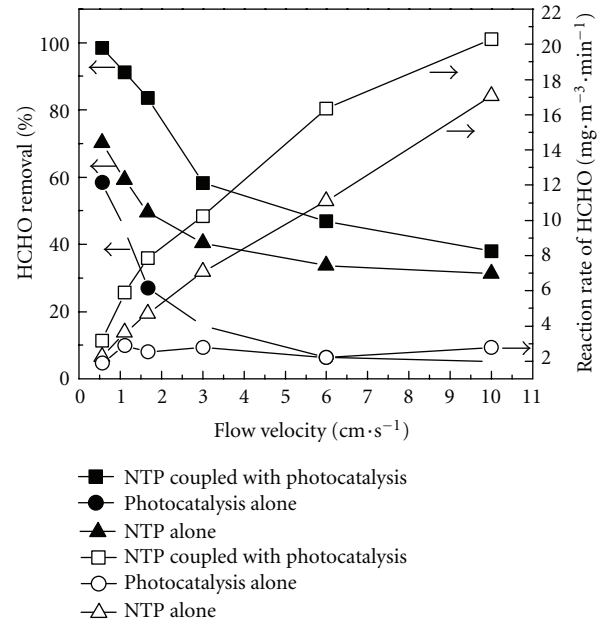 HCHO removal (%)
100
80
60
40
20
0
22
20
18
16
14
12
10
8
6
4
2
Reaction rate of HCHO (mg·m⁻³·min⁻¹)
0 1 2 3 4 5 6 7 8 9 10 11
Flow velocity (cm·s⁻¹)
NTP coupled with photocatalysis
Photocatalysis alone
NTP alone
NTP coupled with photocatalysis
Photocatalysis alone
NTP alone